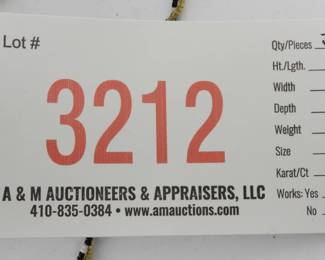 Lot #
3212
A & M AUCTIONEERS & APPRAISERS, LLC
410-835-0384 • www.amauctions.com
Qty/Pieces
Ht./Lgth.
Width
Depth
Weight
Size
Karat/Ct
Works: Yes
No